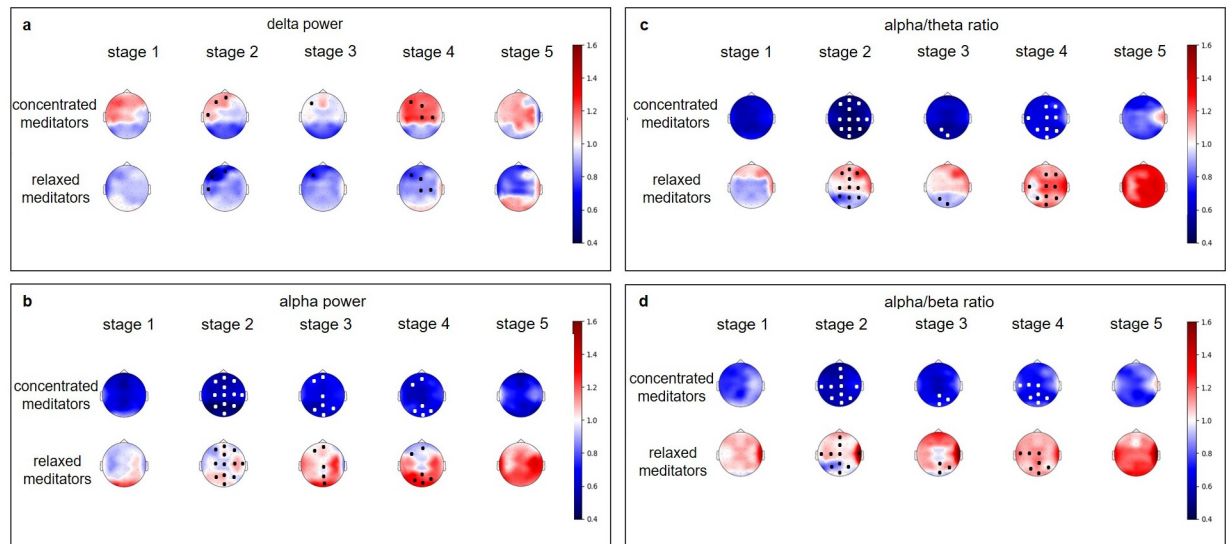 a
delta power
stage 1 stage 2 stage 3 stage 4 stage 5
concentrated
meditators
relaxed
meditators
1.6
1.4
1.2
1.0
0.8
0.6
0.4
b
alpha power
stage 1 stage 2 stage 3 stage 4 stage 5
concentrated
meditators
relaxed
meditators
1.6
1.4
1.2
1.0
0.8
0.6
0.4
c
alpha/theta ratio
stage 1 stage 2 stage 3 stage 4 stage 5
concentrated
meditators
relaxed
meditators
1.6
1.4
1.2
1.0
0.8
0.6
0.4
d
alpha/beta ratio
stage 1 stage 2 stage 3 stage 4 stage 5
concentrated
meditators
relaxed
meditators
1.6
1.4
1.2
1.0
0.8
0.6
0.4